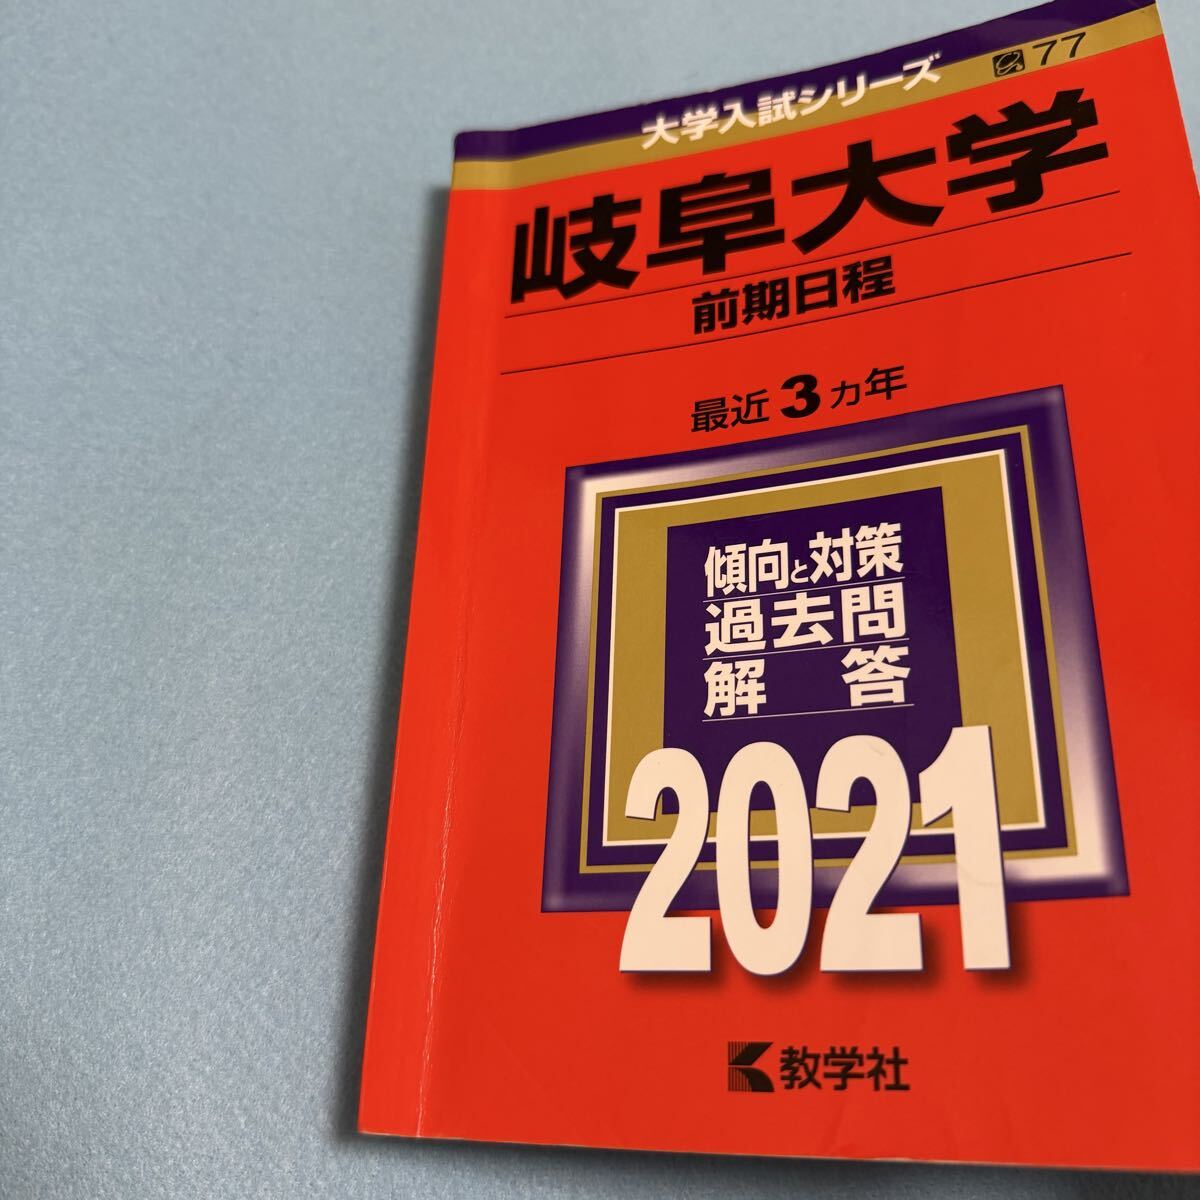 大学入試シリーズ
77
岐阜大学
前期日程
最近3ヵ年
傾向と対策
過去問
解答
2021
教学社